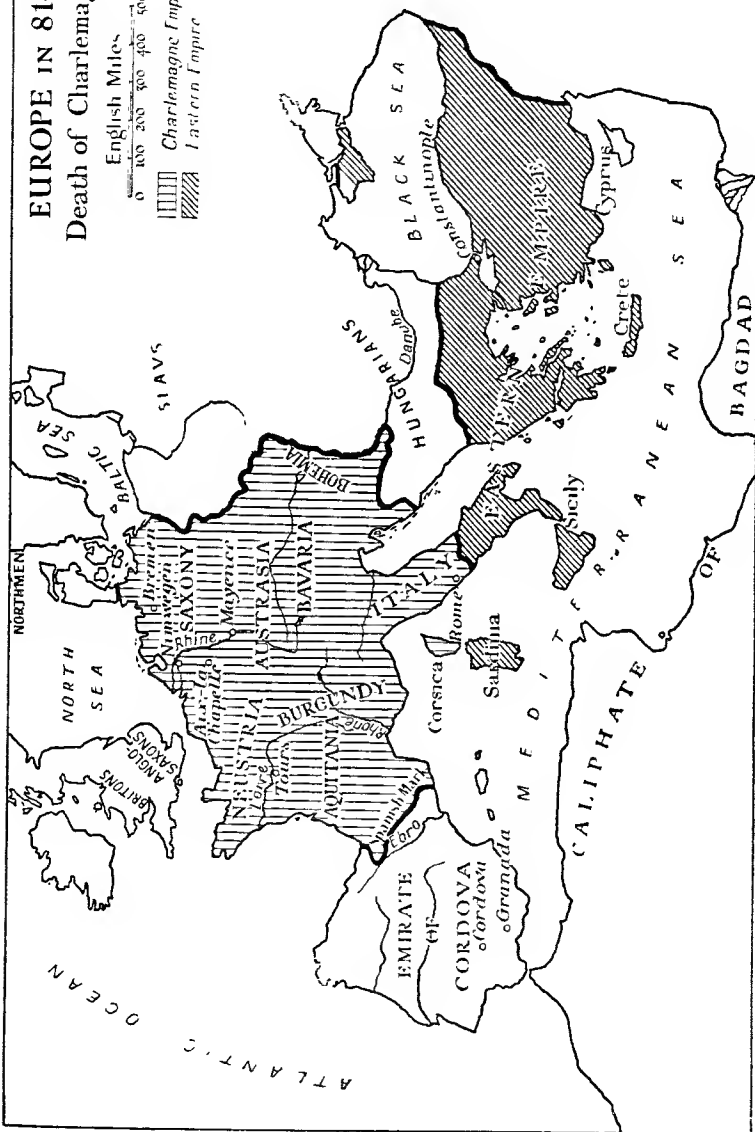 EUROPE IN 81
Death of Charlemag
English Miles
0 100 200 300 400 50
Charlemagne Emp
Eastern Empire
NORTHMEN
NORTH
SEA
BALTIC
SEA
SLAVS
BRITONS
ANGLO-
SAXONS
Bremen
Nimwegen
SAXONY
Rhine
Aix-la
Chapelle
Mayence
AUSTRASIA
BOHEMIA
BAVARIA
NEUSTRIA
Loire
Tours
BURGUNDY
AQUITANIA
Rhone
Spanish Mark
Ebro
ITALY
Rome
Corsica
Sardinia
Sicily
HUNGARIANS
Danube
BLACK SEA
Constantinople
EASTERN EMPIRE
Crete
Cyprus
EMIRATE
OF
CORDOVA
Cordova
Granada
MEDITERRANEAN SEA
CALIPHATE OF BAGDAD
ATLANTIC OCEAN